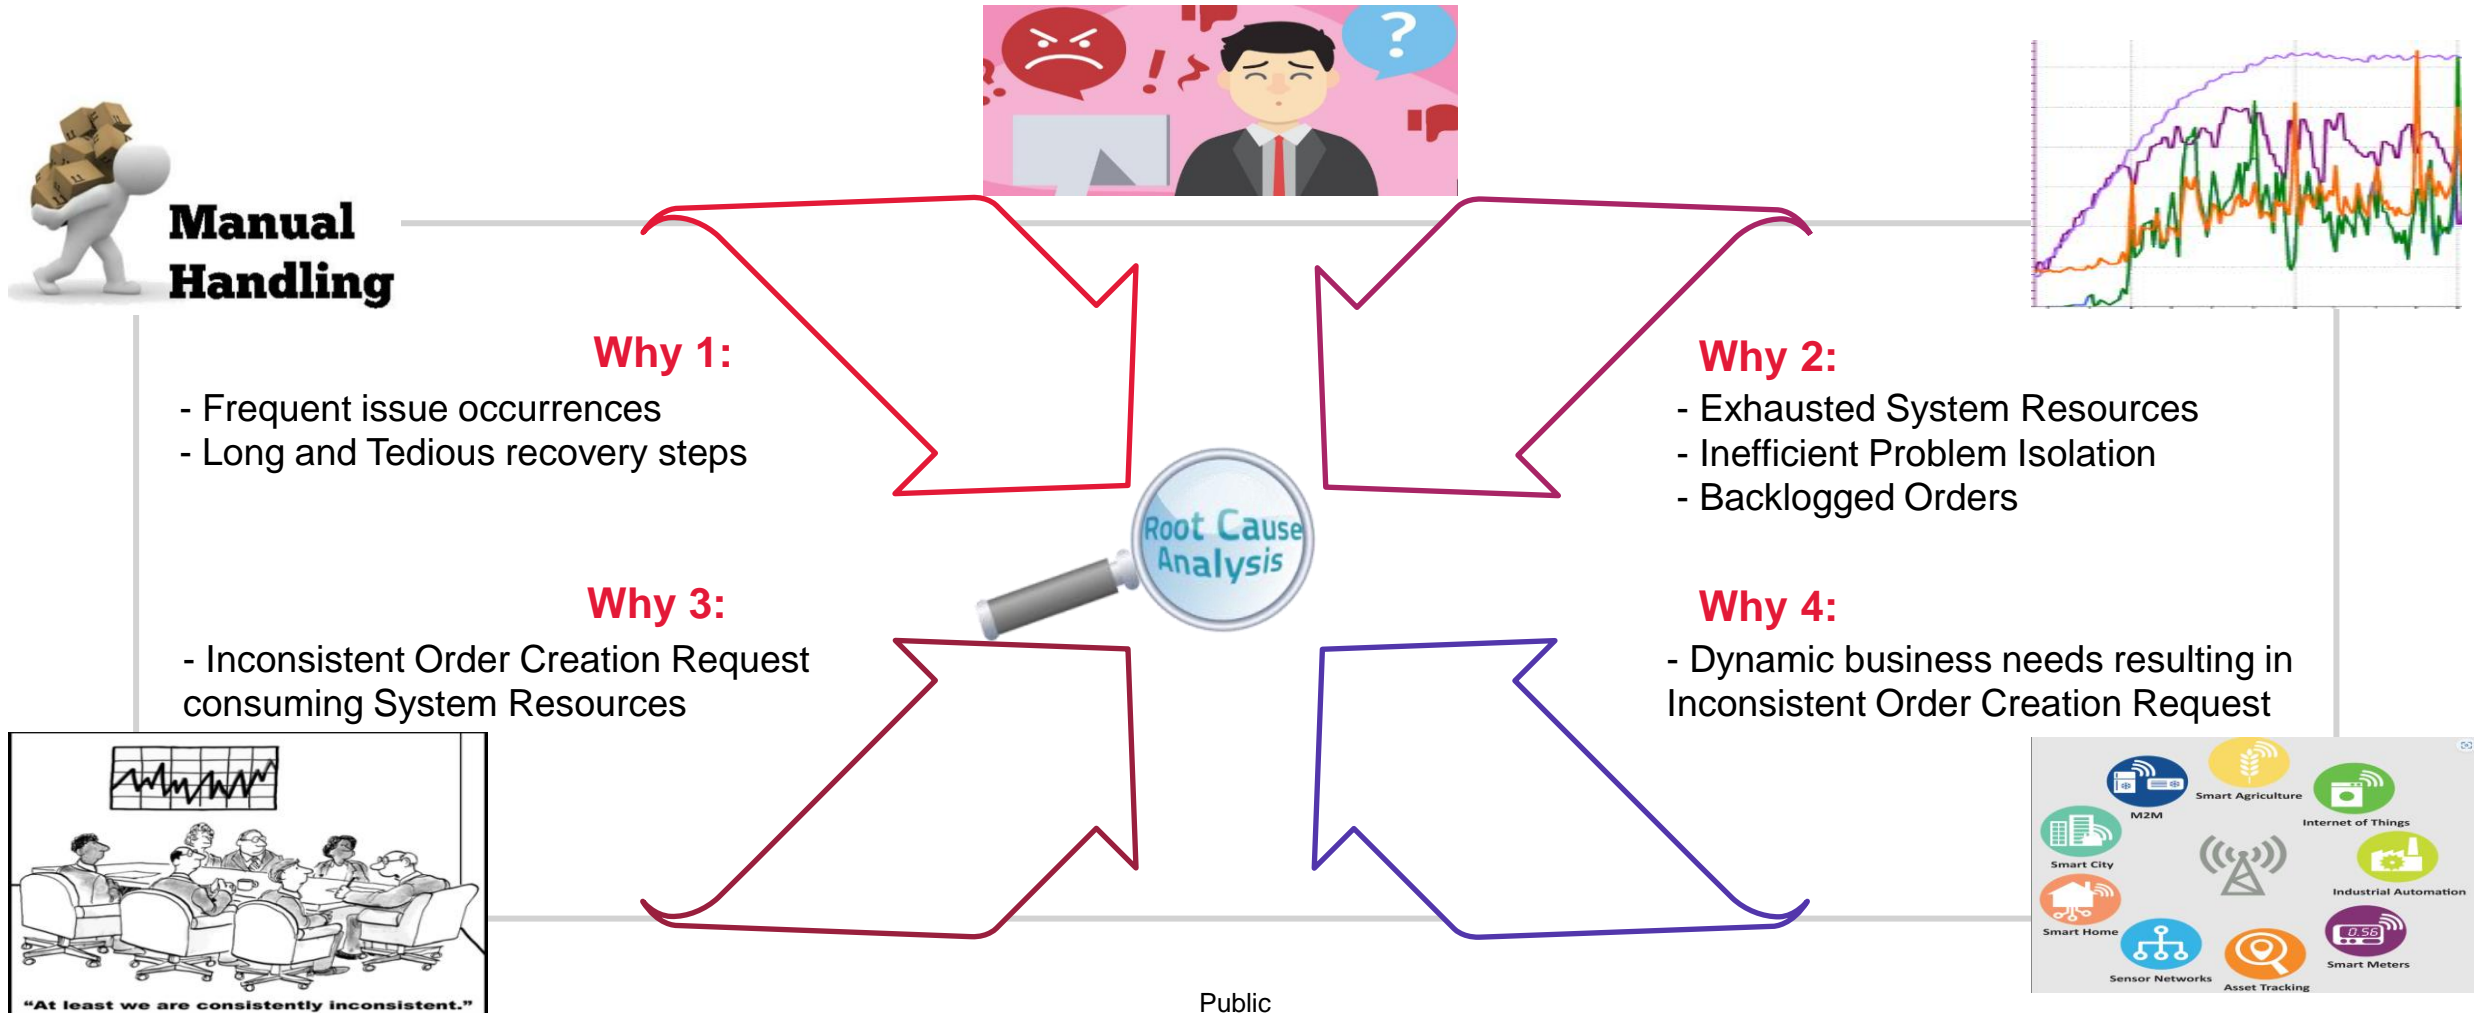 ?
Manual
Handling
Why 1:
- Frequent issue occurrences
- Long and Tedious recovery steps
Why 2:
- Exhausted System Resources
- Inefficient Problem Isolation
- Backlogged Orders
Root Cause
Analysis
Why 3:
- Inconsistent Order Creation Request
consuming System Resources
Why 4:
- Dynamic business needs resulting in
Inconsistent Order Creation Request
"At least we are consistently inconsistent."
M2M
Smart Agriculture
Internet of Things
Smart City
Industrial Automation
Smart Home
0.56
Smart Meters
Sensor Networks
Asset Tracking
Public